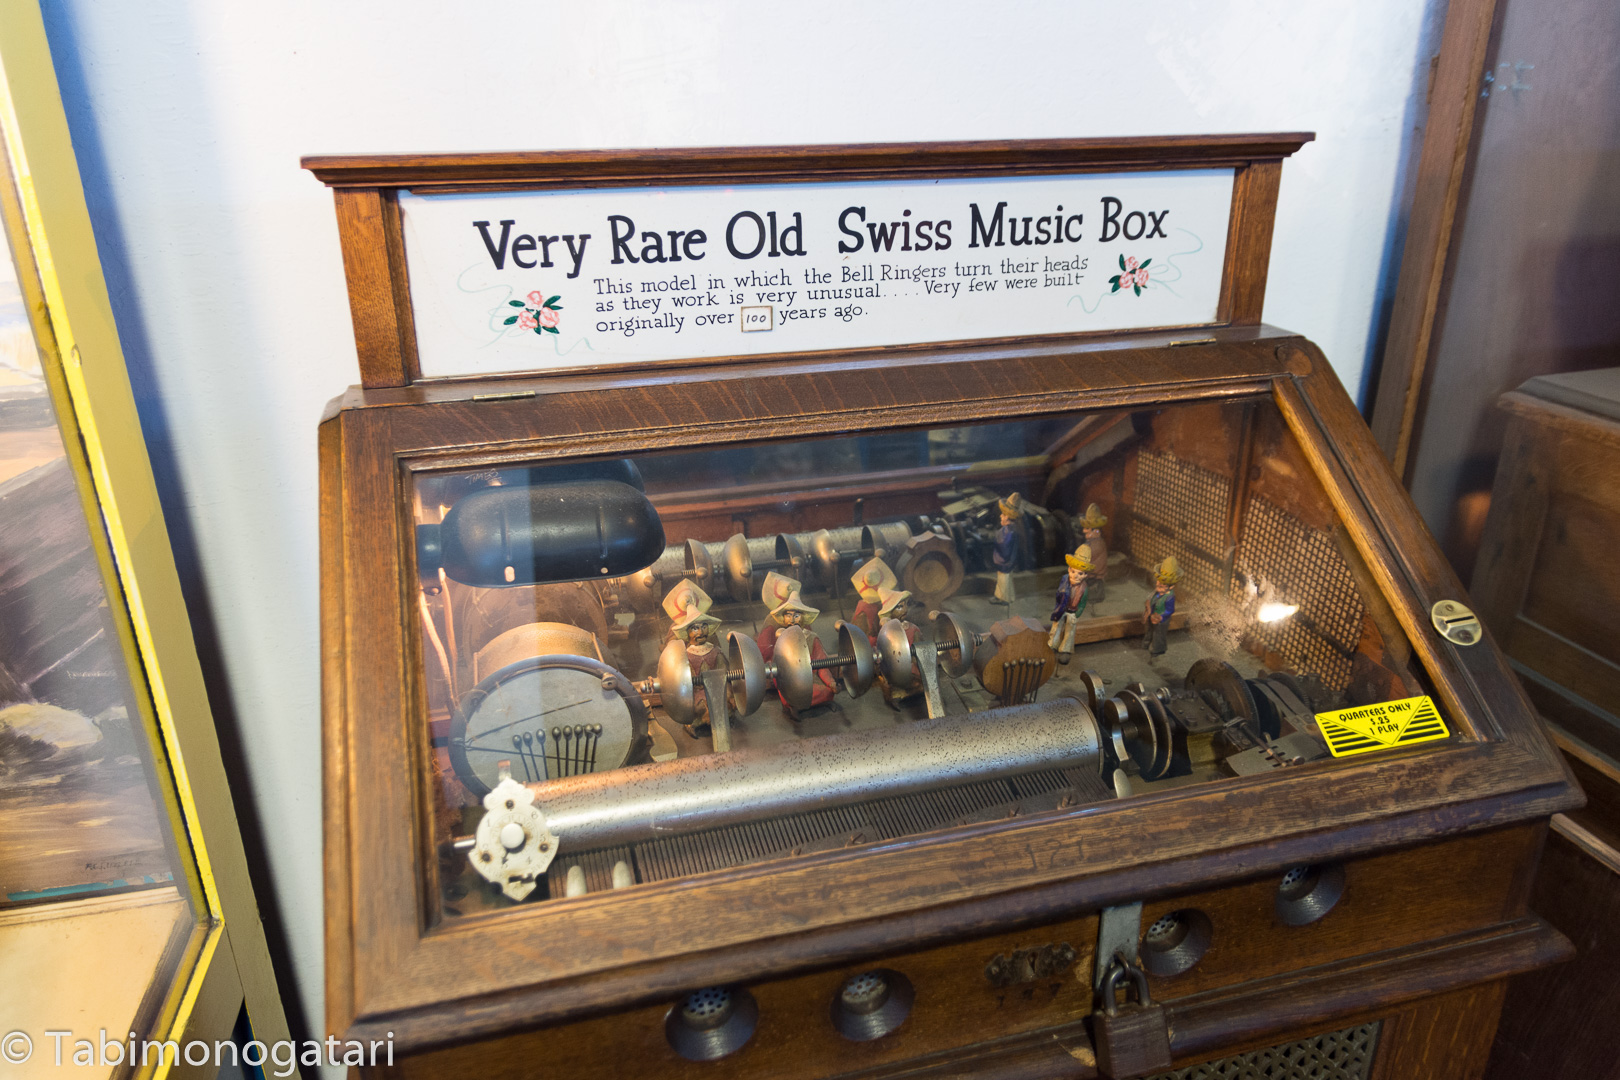 Very Rare Old Swiss Music Box
This model in which the Bell Ringers turn their heads
as they work is very unusual.... Very few were built
originally over 100 years ago.
QUARTERS ONLY
$.25
1 PLAY
© Tabimonogatari